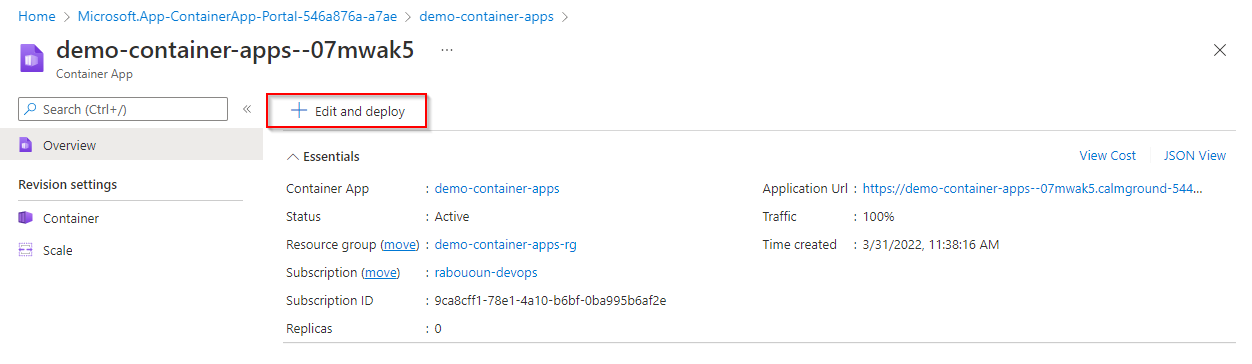 Home > Microsoft.App-ContainerApp-Portal-546a876a-a7ae > demo-container-apps >
demo-container-apps--07mwak5 ...
Container App
Search (Ctrl+/) «
+ Edit and deploy
Overview
Essentials
View Cost JSON View
Revision settings
Container
Scale
Container App : demo-container-apps
Status : Active
Resource group (move) : demo-container-apps-rg
Subscription (move) : rabououn-devops
Subscription ID : 9ca8cff1-78e1-4a10-b6bf-0ba995b6af2e
Replicas : 0
Application Url : https://demo-container-apps--07mwak5.calmground-544...
Traffic : 100%
Time created : 3/31/2022, 11:38:16 AM